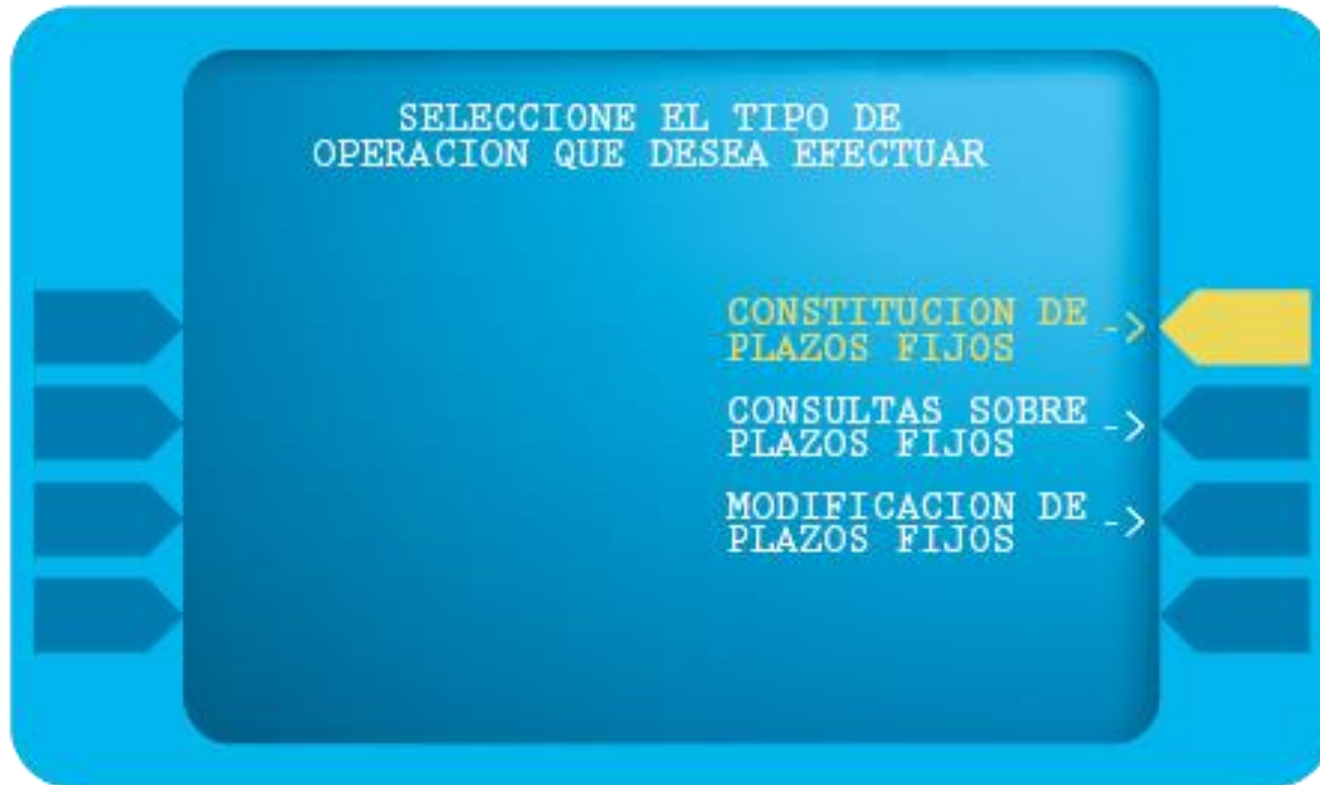 SELECCIONE EL TIPO DE
OPERACION QUE DESEA EFECTUAR
CONSTITUCION DE
PLAZOS FIJOS ->
CONSULTAS SOBRE
PLAZOS FIJOS ->
MODIFICACION DE
PLAZOS FIJOS ->